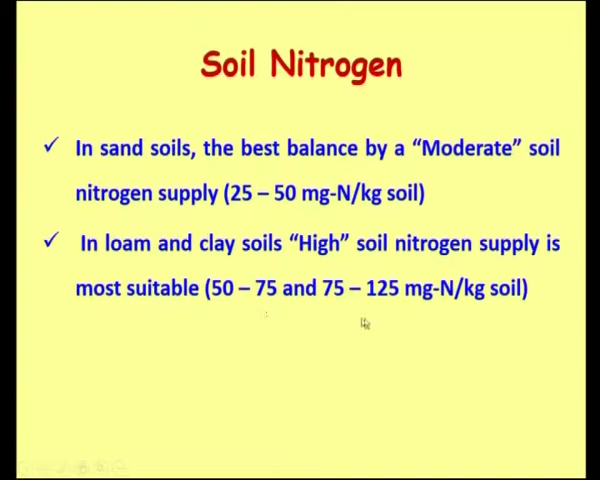 Soil Nitrogen
✓ In sand soils, the best balance by a “Moderate” soil
nitrogen supply (25 – 50 mg-N/kg soil)
✓ In loam and clay soils “High” soil nitrogen supply is
most suitable (50 – 75 and 75 – 125 mg-N/kg soil)